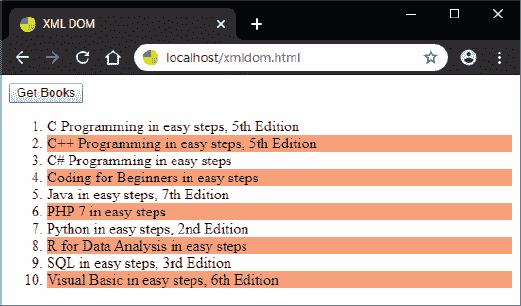 XML DOM
localhost/xmldom.html
Get Books
1. C Programming in easy steps, 5th Edition
2. C++ Programming in easy steps, 5th Edition
3. C# Programming in easy steps
4. Coding for Beginners in easy steps
5. Java in easy steps, 7th Edition
6. PHP 7 in easy steps
7. Python in easy steps, 2nd Edition
8. R for Data Analysis in easy steps
9. SQL in easy steps, 3rd Edition
10. Visual Basic in easy steps, 6th Edition